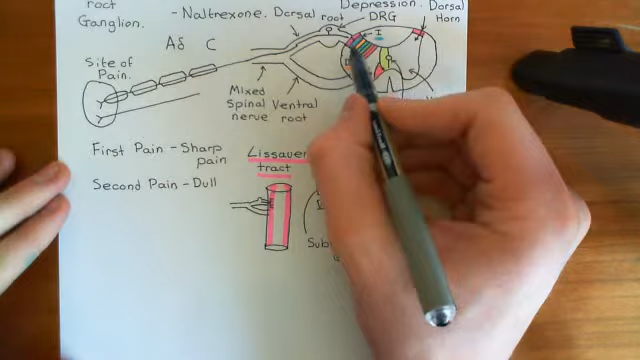 root
Ganglion.
- Naltrexone.
Depression.
Dorsal root
DRG
Dorsal
Horn
Aδ C
I
Site of
Pain.
Mixed
Spinal
nerve
Ventral
root
First Pain - Sharp
pain
Second Pain - Dull
Lissauer
tract